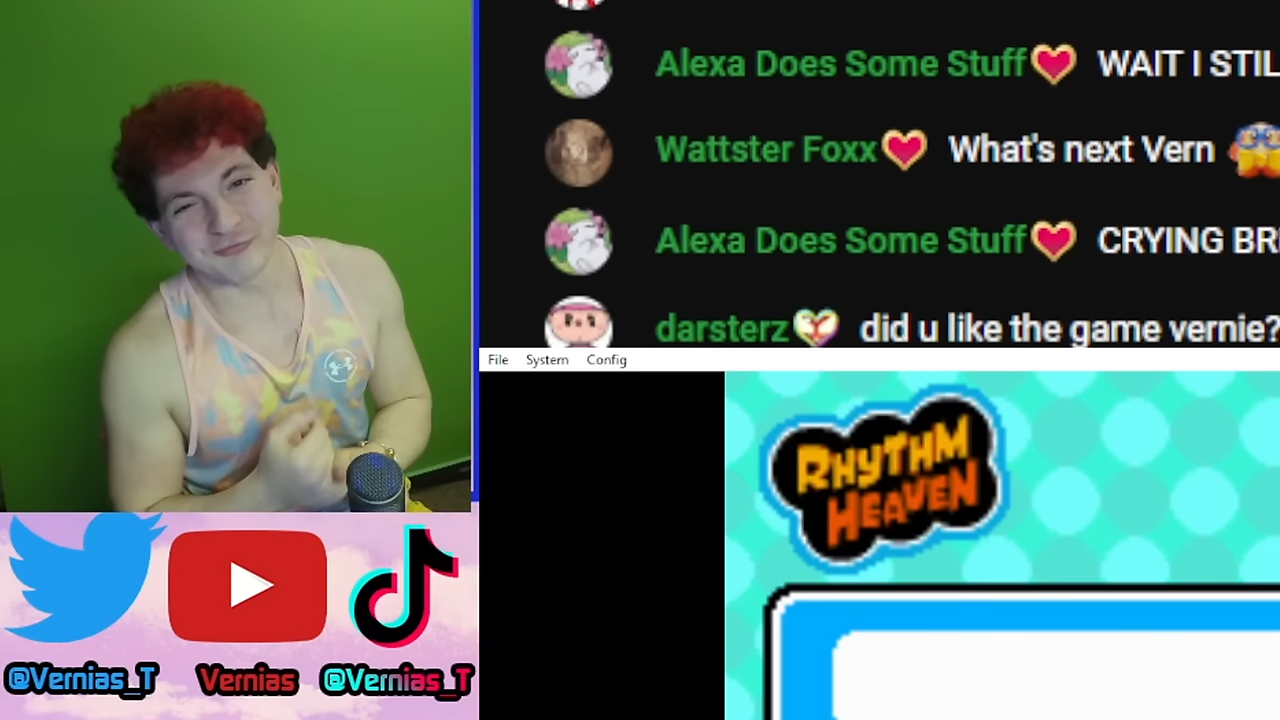 Alexa Does Some Stuff WAIT I STIL
Wattster Foxx What's next Vern
Alexa Does Some Stuff CRYING BR
darsterz did u like the game vernie?
File System Config
RHYTHM
HEAVEN
@Vernias_T Vernias @Vernias_T